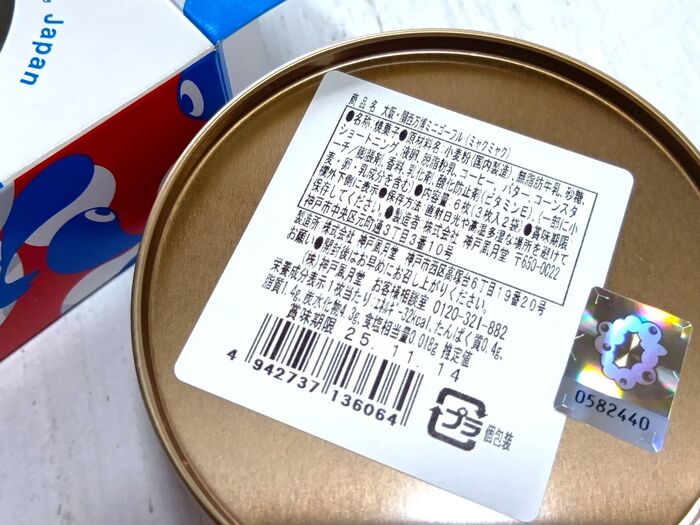 Japan
商品名 大阪・関西万博ミニゴーフル（ミャクミャク）
●名称 焼菓子●原材料名 小麦粉(国内製造)、無脂肪牛乳、砂糖、
ショートニング、液卵、脱脂粉乳、コーヒー、バター、コーンスタ
ーチ/膨張剤、香料、乳化剤、酸化防止剤(ビタミンE)、(一部に小
麦・卵・乳成分を含む)●内容量 6枚(3枚入2袋) ●賞味期限
欄外下側に表示●保存方法 直射日光や高温多湿な場所を避けて
保存してください。●製造者 株式会社 神戸風月堂 〒650-0022
神戸市中央区元町通3丁目3番10号
製造所 株式会社 神戸風月堂 神戸市西区高塚台6丁目19番20号
お願い●開封後はお早めにお召し上がりください。
(株)神戸風月堂 お客様相談室 0120-321-882
栄養成分表示1枚当たり:エネルギー32kcal、たんぱく質0.4g、
脂質1.4g、炭水化物4.3g、食塩相当量0.018g 推定値
賞味期限 25.11.14
4 942737 136064
プラ
個包装
0582440